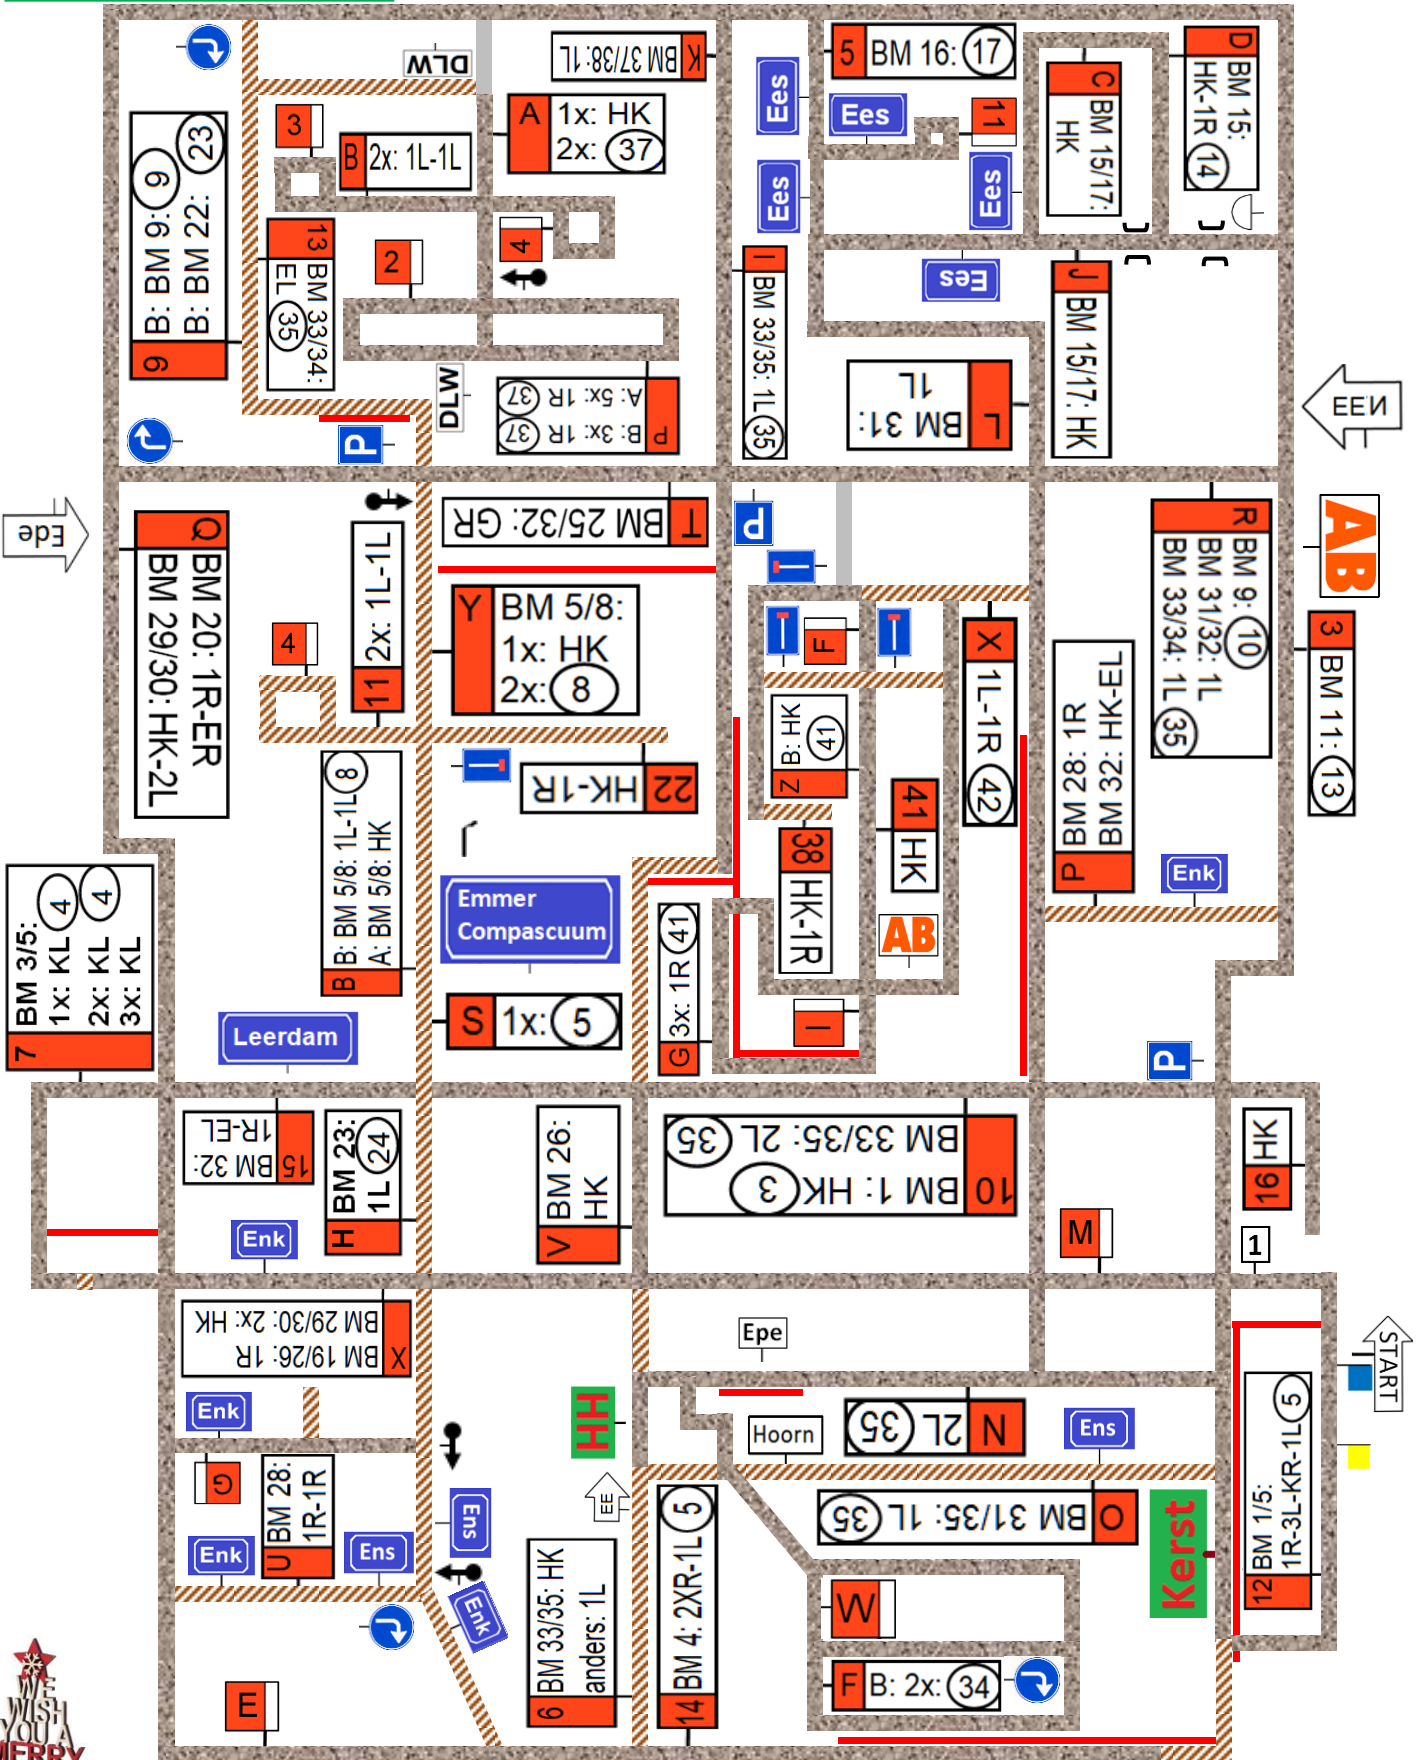 DLW
K BM 37/38: 1L
5 BM 16: 17
D BM 15:
HK-1R 14
C BM 15/17:
HK
Ees
Ees
11
3
B 2x: 1L-1L
A 1x: HK
2x: 37
9 B: BM 9: 9
B: BM 22: 23
Ees
Ees
13 BM 33/34:
EL 35
2
4
I BM 33/35: 1L 35
Ees
J BM 15/17: HK
DLW
P A: 5x: 1R 37
B: 3x: 1R 37
L BM 31:
1L
NEE
P
Ede
Q BM 20: 1R-ER
BM 29/30: HK-2L
11 2x: 1L-1L
T BM 25/32: GR
P
R BM 9: 10
BM 31/32: 1L
BM 33/34: 1L 35
AB
3 BM 11: 13
4
Y BM 5/8:
1x: HK
2x: 8
F
X 1L-1R 42
P BM 28: 1R
BM 32: HK-EL
Z B: HK 41
B B: BM 5/8: 1L-1L 8
A: BM 5/8: HK
22 HK-1R
41 HK
38 HK-1R
Enk
7 BM 3/5:
1x: KL 4
2x: KL 4
3x: KL
Emmer
Compascuum
G 3x: 1R 41
AB
S 1x: 5
I
Leerdam
P
15 BM 32:
1R-EL
H BM 23:
1L 24
V BM 26:
HK
10 BM 1: HK 3
BM 33/35: 2L 35
16 HK
Enk
M
1
X BM 19/26: 1R
BM 29/30: 2x: HK
Epe
START
Enk
HH
Hoorn
N 2L 35
Ens
12 BM 1/5:
1R-3L-KR-1L 5
G
U BM 28:
1R-1R
EE
14 BM 4: 2XR-1L 5
O BM 31/35: 1L 35
Ens
Enk
Ens
Kerst
6 BM 33/35: HK
anders: 1L
Enk
W
F B: 2x: 34
E
WE
WISH
YOU A
MERRY